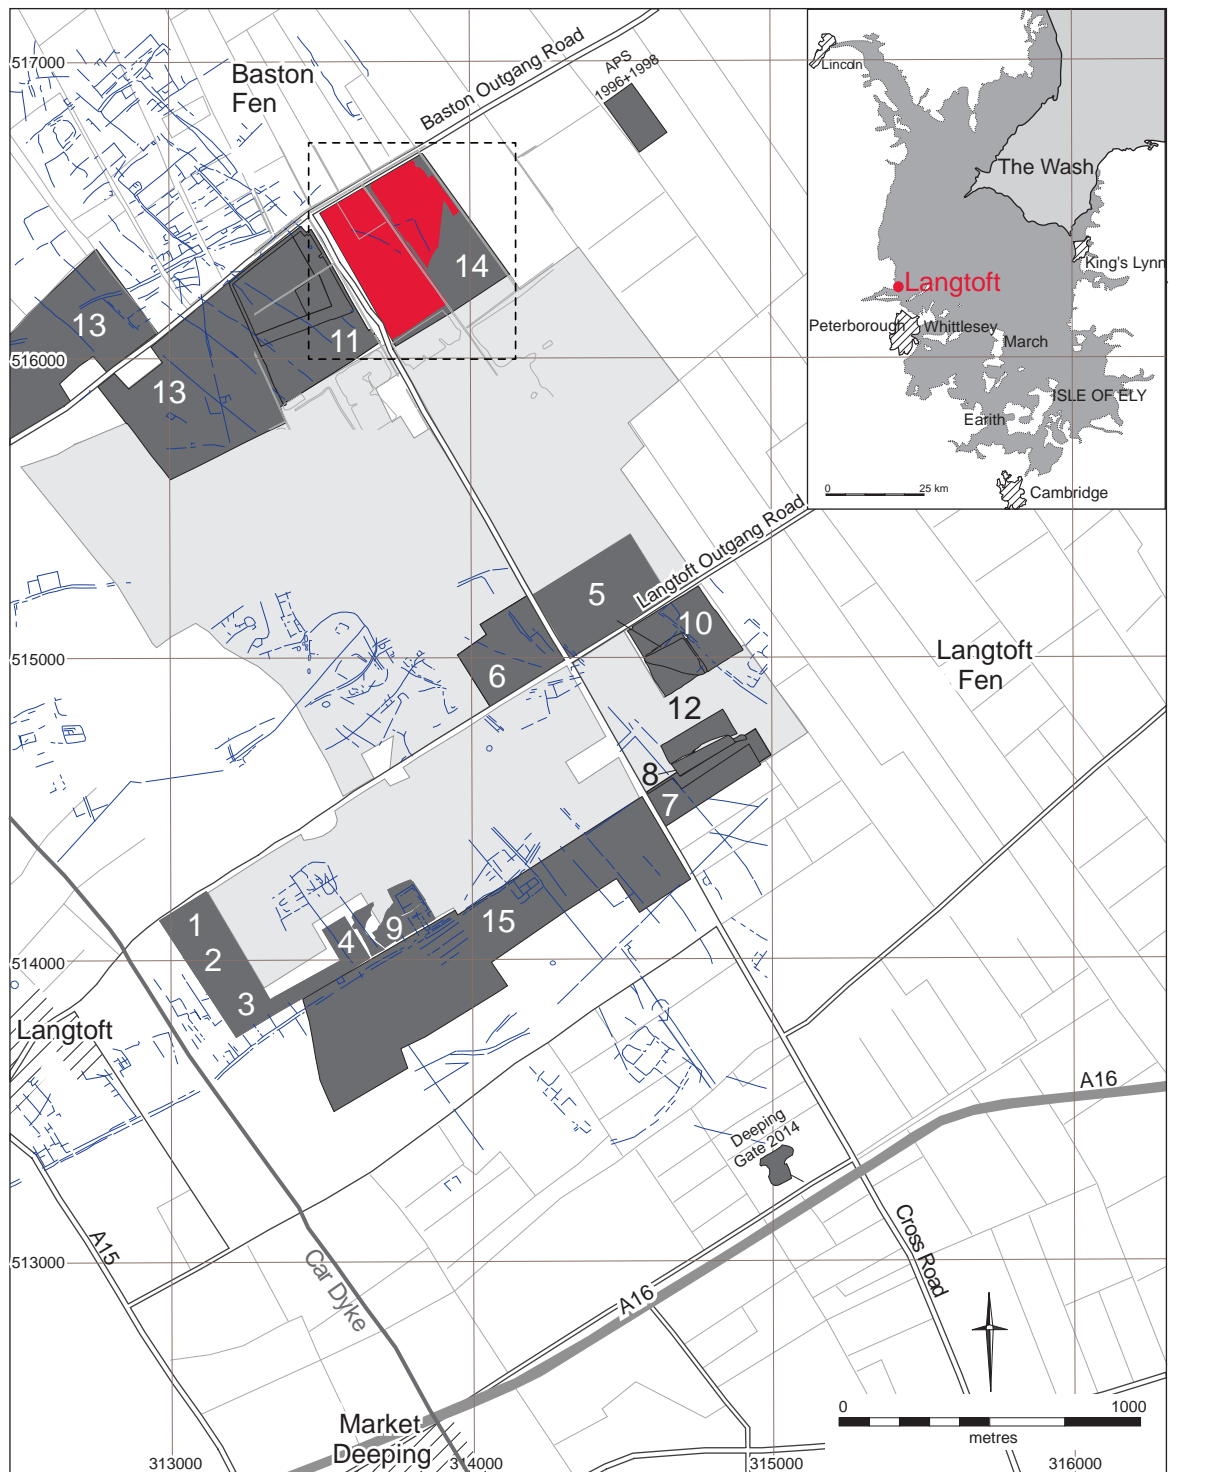 517000
516000
515000
514000
513000
313000
314000
315000
316000
Baston
Fen
Baston Outgang Road
APS
1996+1998
14
13
11
13
Langtoft Outgang Road
5
10
6
12
8
7
Langtoft
Fen
1
2
3
4
9
15
Langtoft
A16
Deeping
Gate 2014
A15
Car Dyke
A16
Cross Road
Market
Deeping
0
1000
metres
Lincoln
The Wash
King's Lynn
Langtoft
Peterborough
Whittlesey
March
ISLE OF ELY
Earith
Cambridge
0
25 km